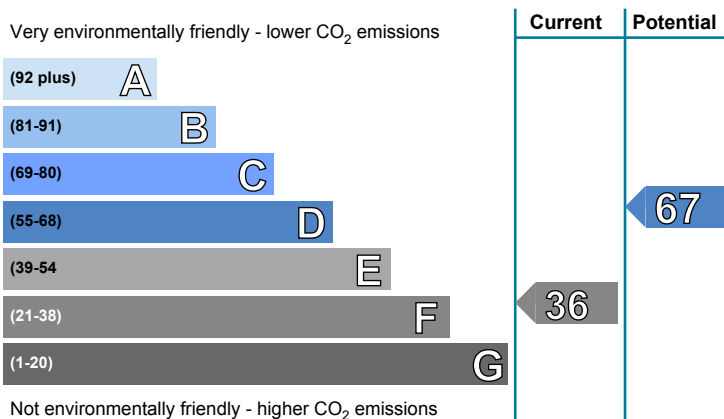 Current Potential
Very environmentally friendly - lower CO2 emissions
(92 plus) A
(81-91) B
(69-80) C
(55-68) D
67
(39-54 E
(21-38) F
36
(1-20) G
Not environmentally friendly - higher CO2 emissions